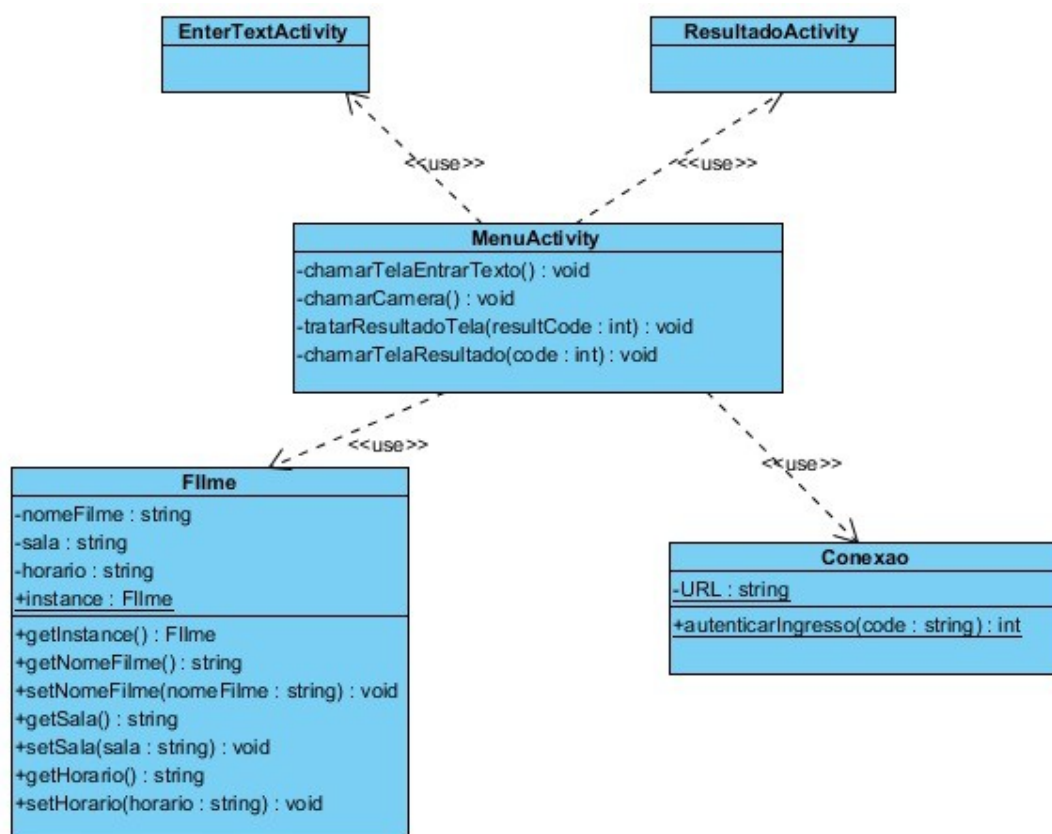 EnterTextActivity
ResultadoActivity
<<use>>
<<use>>
MenuActivity
-chamarTelaEntrarTexto() : void
-chamarCamera() : void
-tratarResultadoTela(resultCode : int) : void
-chamarTelaResultado(code : int) : void
<<use>>
<<use>>
FIlme
-nomeFilme : string
-sala : string
-horario : string
+instance : FIlme
+getInstance() : FIlme
+getNomeFilme() : string
+setNomeFilme(nomeFilme : string) : void
+getSala() : string
+setSala(sala : string) : void
+getHorario() : string
+setHorario(horario : string) : void
Conexao
-URL : string
+autenticarIngresso(code : string) : int